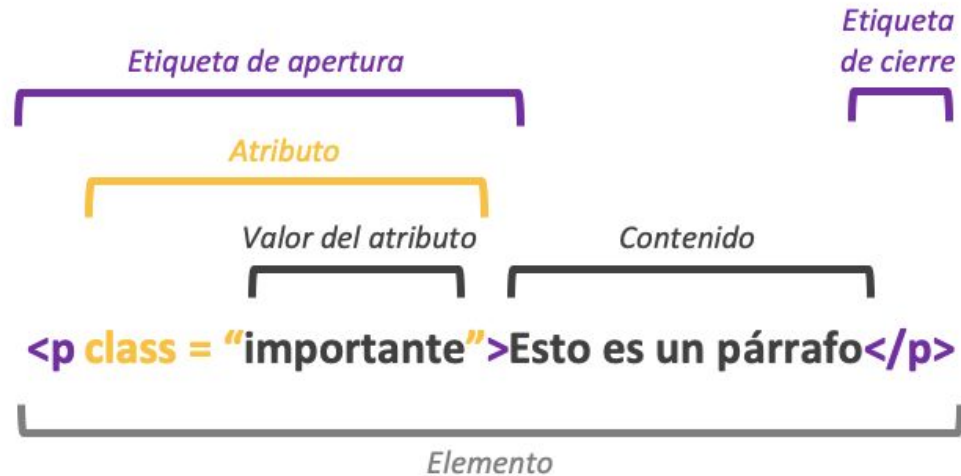 Etiqueta de apertura
Etiqueta
de cierre
Atributo
Valor del atributo
Contenido
<p class = “importante”>Esto es un párrafo</p>
Elemento